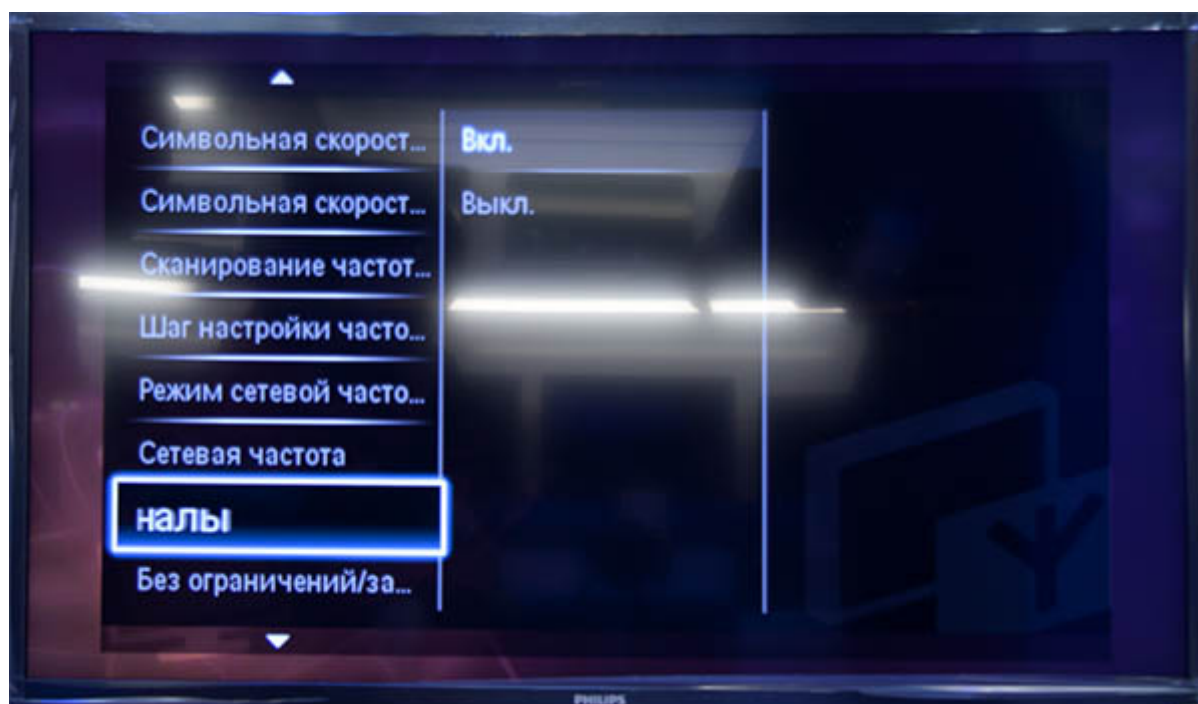 Символьная скорост...
Вкл.
Символьная скорост...
Выкл.
Сканирование частот...
Шаг настройки часто...
Режим сетевой часто...
Сетевая частота
налы
Без ограничений/за...
PHILIPS